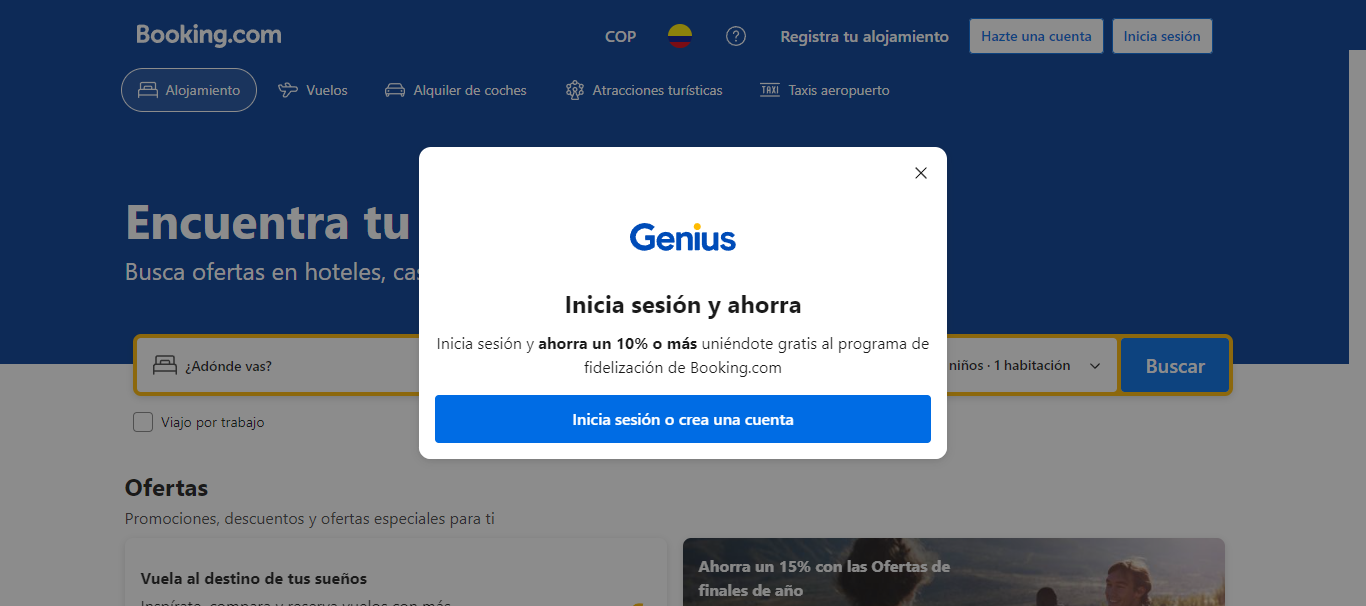 Booking.com
COP
Registra tu alojamiento
Hazte una cuenta
Inicia sesión
Alojamiento
Vuelos
Alquiler de coches
Atracciones turísticas
TAXI
Taxis aeropuerto
Encuentra tu
Busca ofertas en hoteles,
Genius
Inicia sesión y ahorra
Inicia sesión y ahorra un 10% o más uniéndote gratis al programa de
fidelización de Booking.com
Inicia sesión o crea una cuenta
¿Adónde vas?
niños · 1 habitación
Buscar
Viajo por trabajo
Ofertas
Promociones, descuentos y ofertas especiales para ti
Vuela al destino de tus sueños
Inspírate, compara y reserva vuelos con más
Ahorra un 15% con las Ofertas de
finales de año